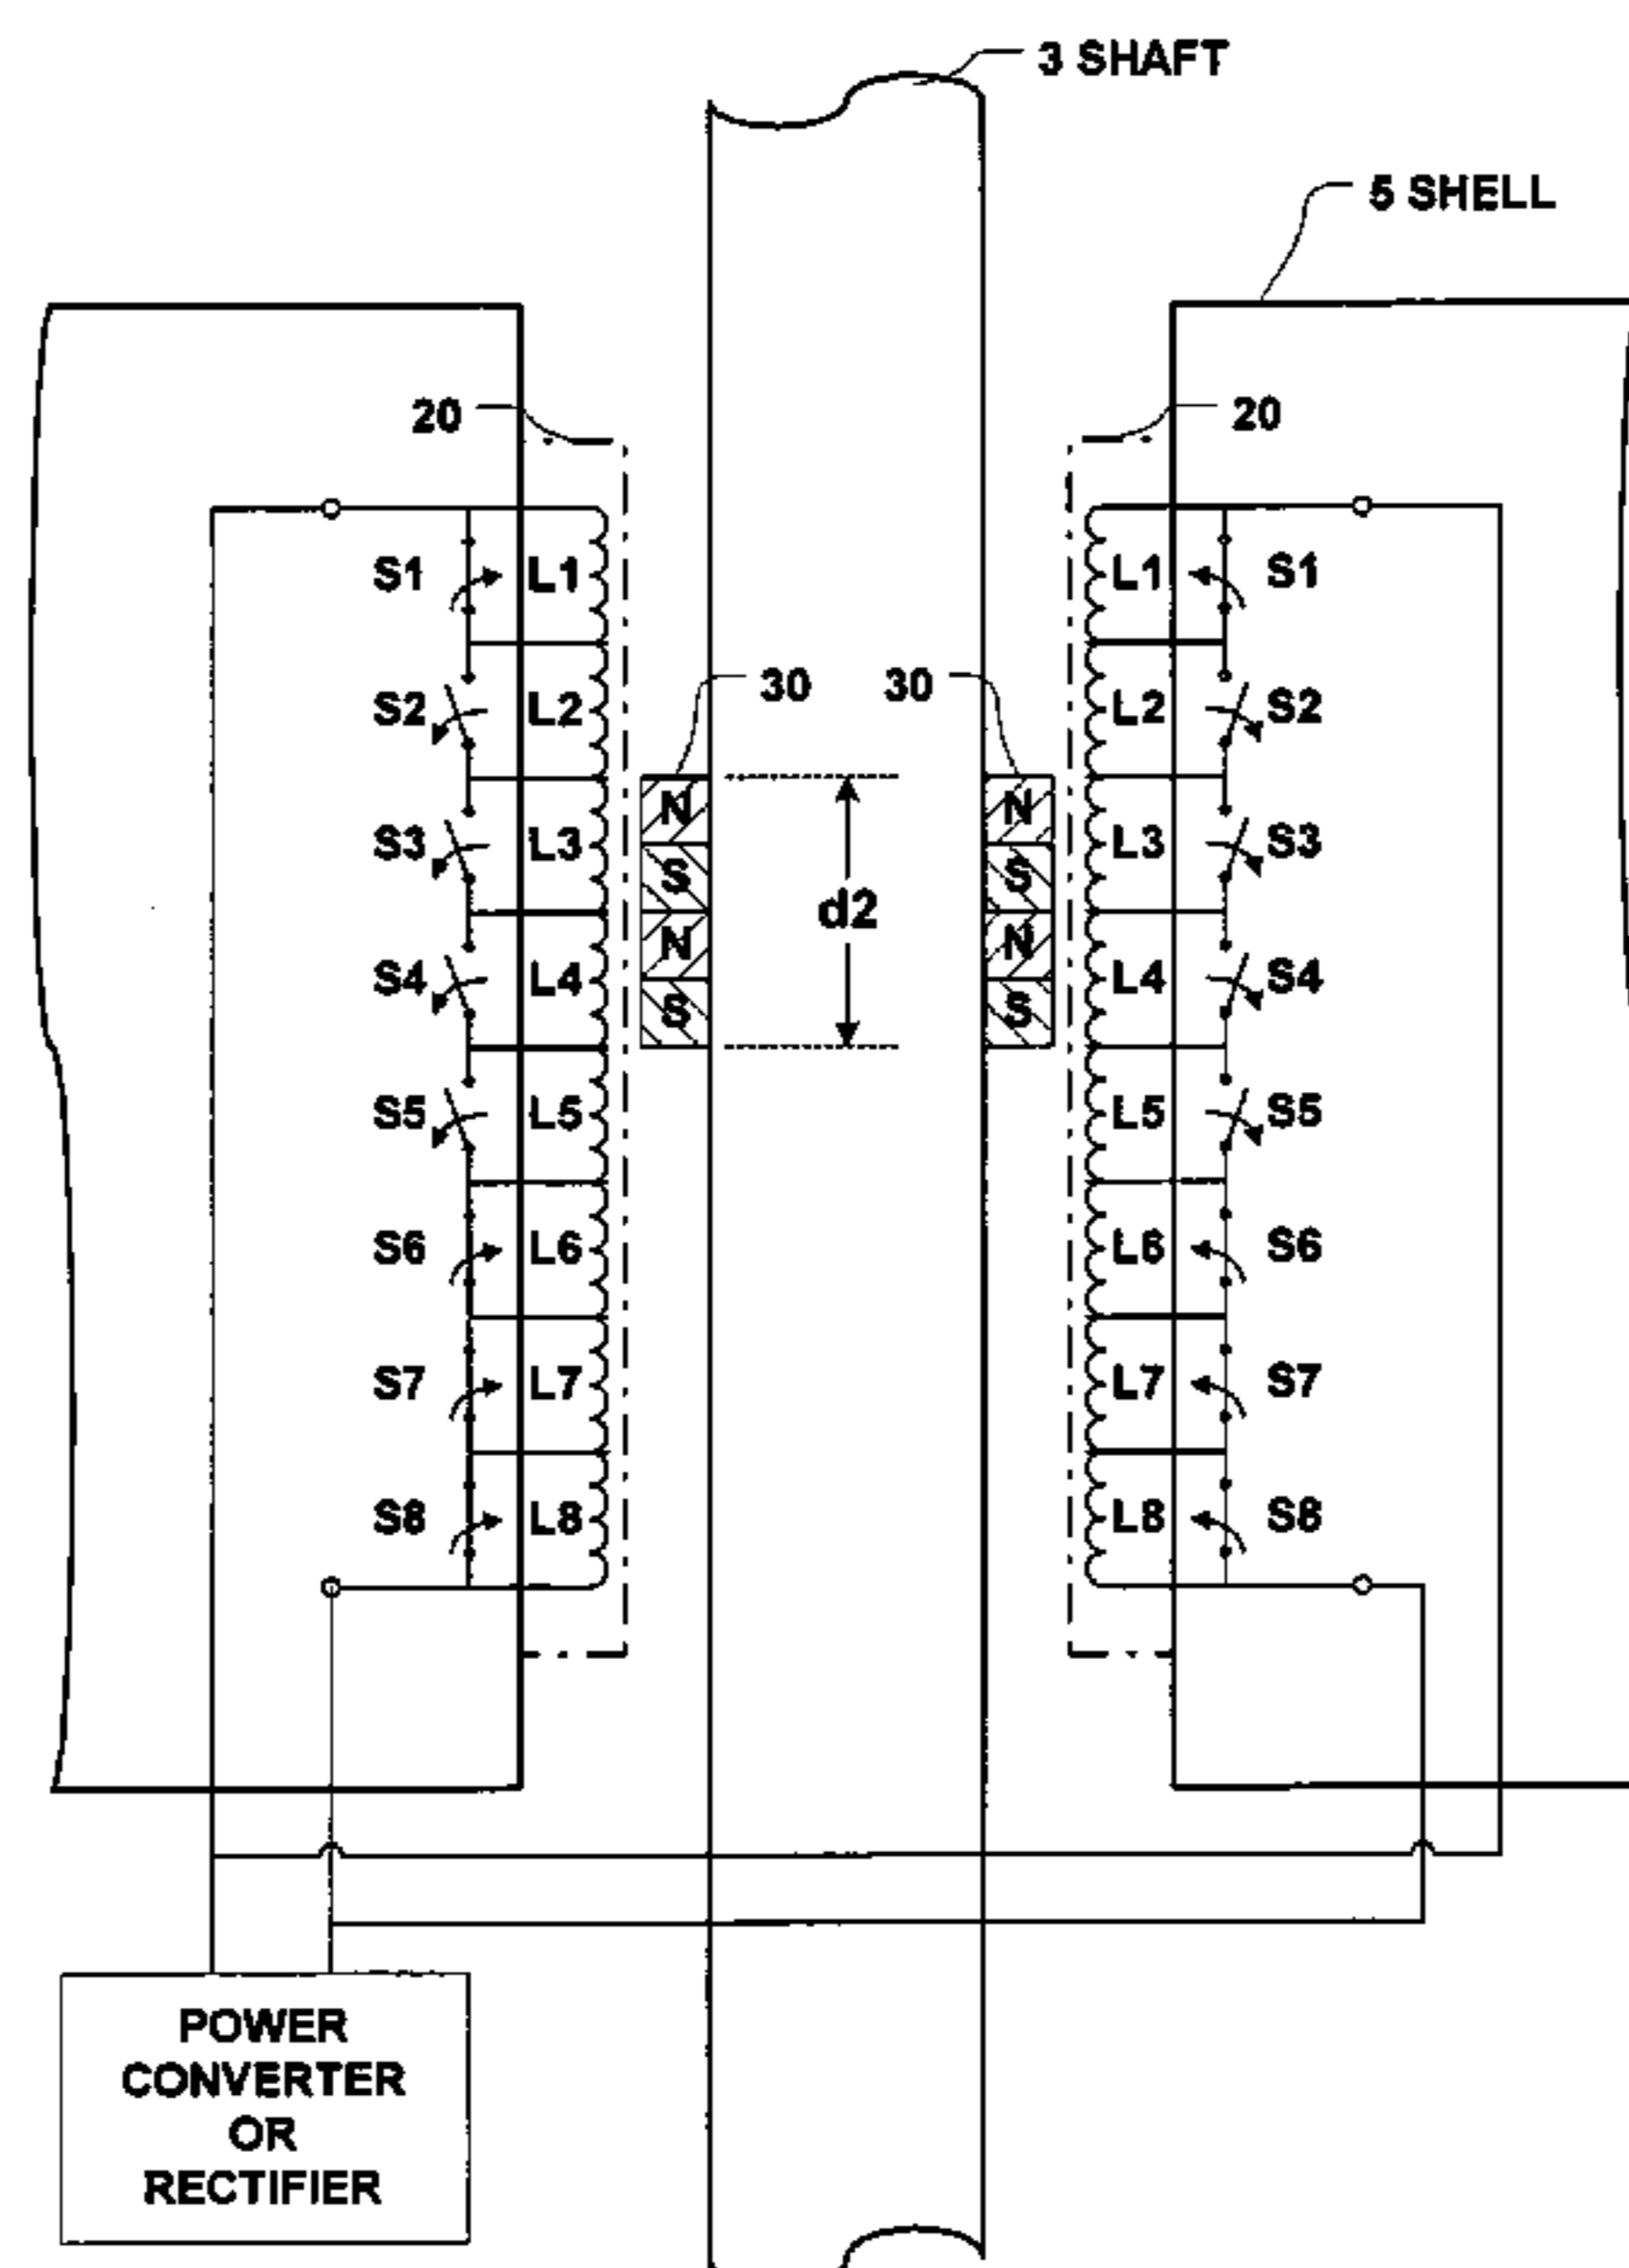 3 SHAFT
5 SHELL
20
20
S1 L1
L1 S1
S2 L2
L2 S2
30
30
N
N
S3 L3
L3 S3
S
S
d2
N
N
S4 L4
L4 S4
S
S
S5 L5
L5 S5
S6 L6
L6 S6
S7 L7
L7 S7
S8 L8
L8 S8
POWER
CONVERTER
OR
RECTIFIER